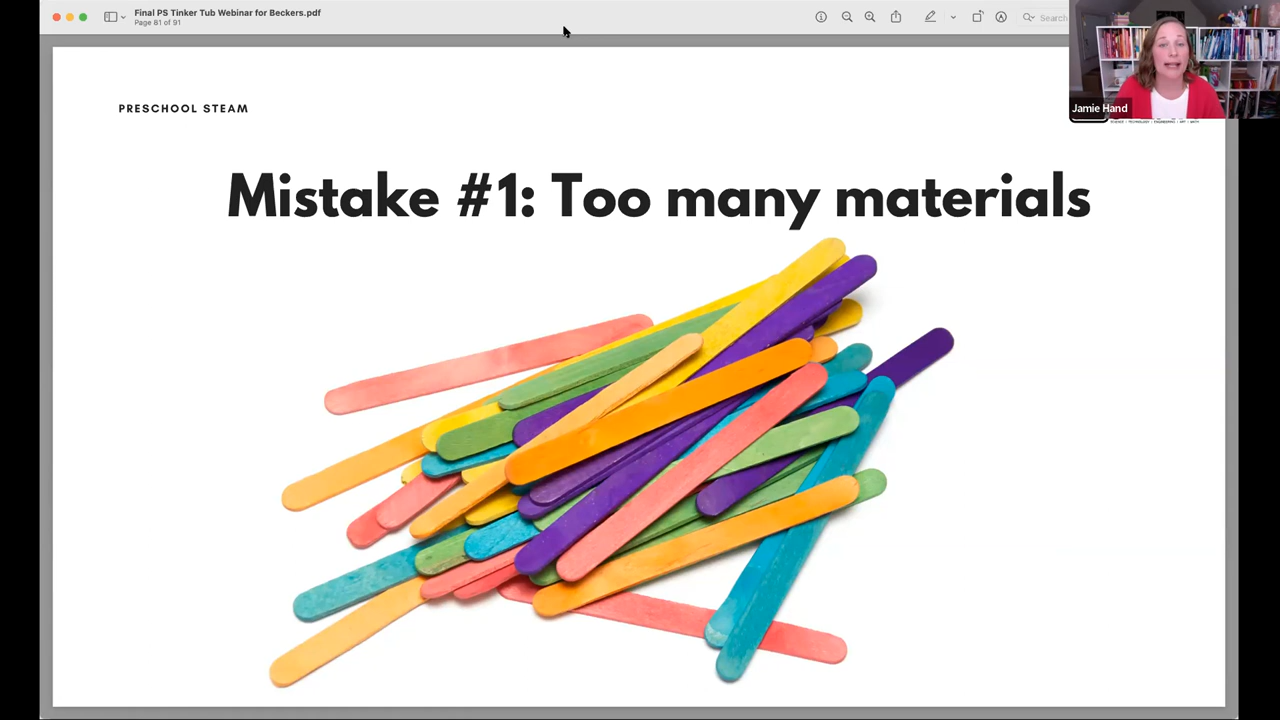 Final PS Tinker Tub Webinar for Beckers.pdf
Page 81 of 91
Search
Jamie Hand
PRESCHOOL STEAM
Mistake #1: Too many materials